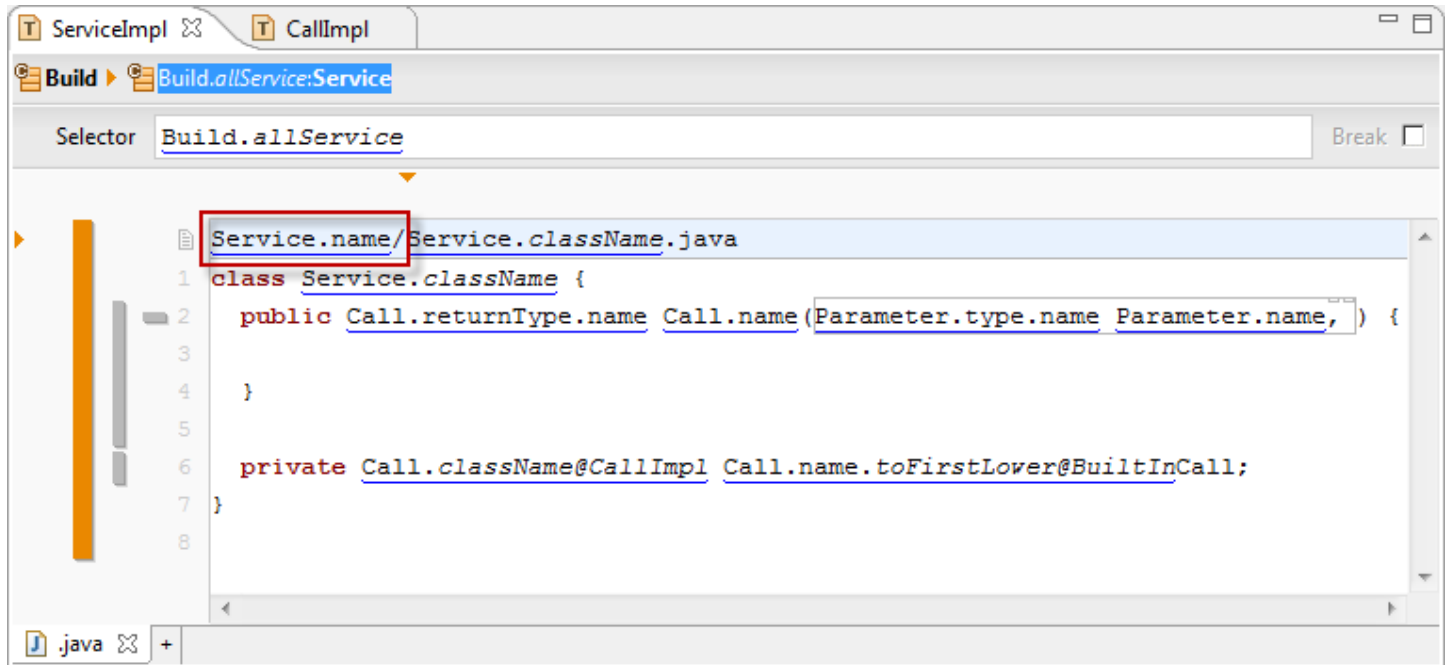 ServiceImpl CallImpl
Build Build.allService:Service
Selector Build.allService Break
Service.name/Service.className.java
1 class Service.className {
2 public Call.returnType.name Call.name(Parameter.type.name Parameter.name, ) {
3
4 }
5
6 private Call.className@CallImpl Call.name.toFirstLower@BuiltInCall;
7 }
8
.java +